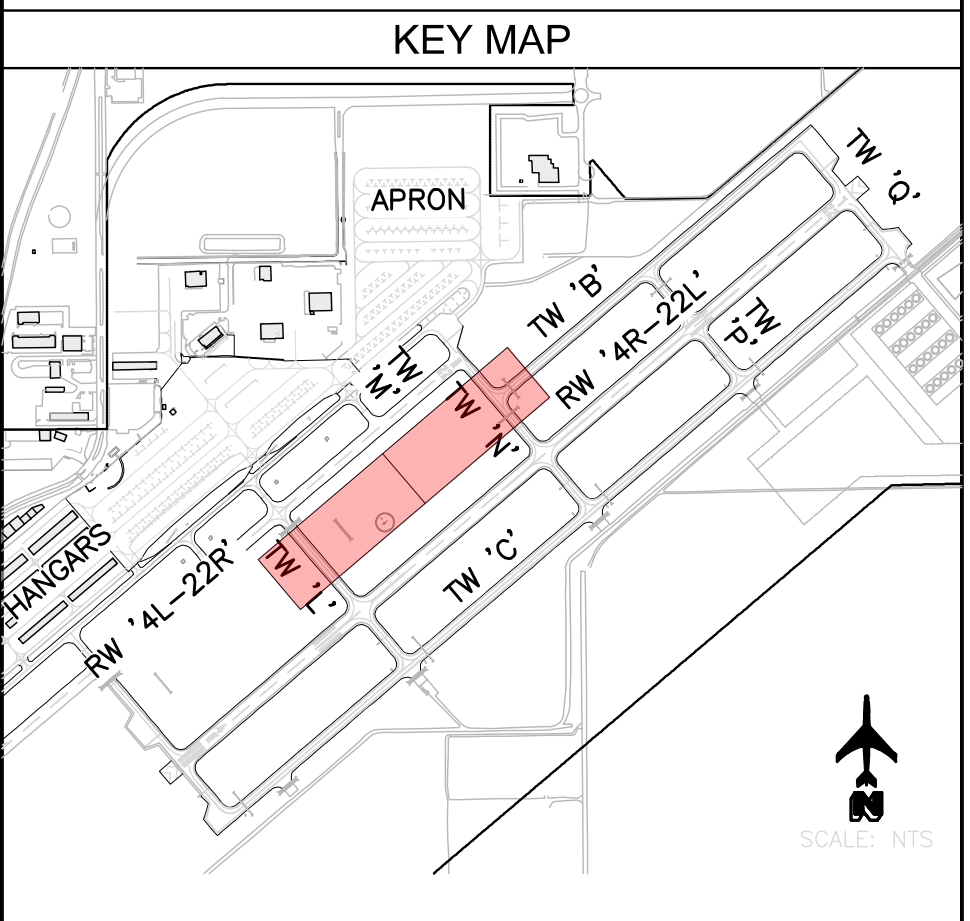 KEY MAP
TW 'Q'
APRON
TW 'B'
RW '4R-22L'
TW 'P'
TW 'M'
TW 'N'
TW 'C'
TW 'L'
RW '4L-22R'
HANGARS
N
SCALE: NTS